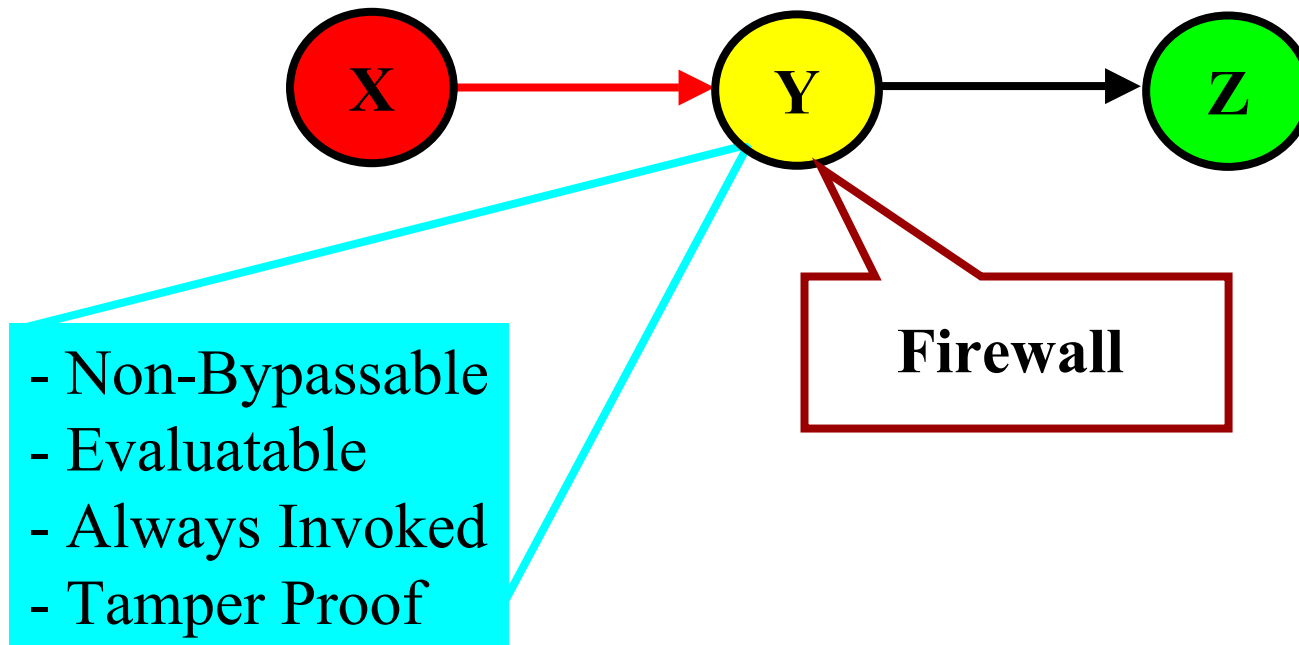 X
Y
Z
Firewall
- Non-Bypassable
- Evaluatable
- Always Invoked
- Tamper Proof